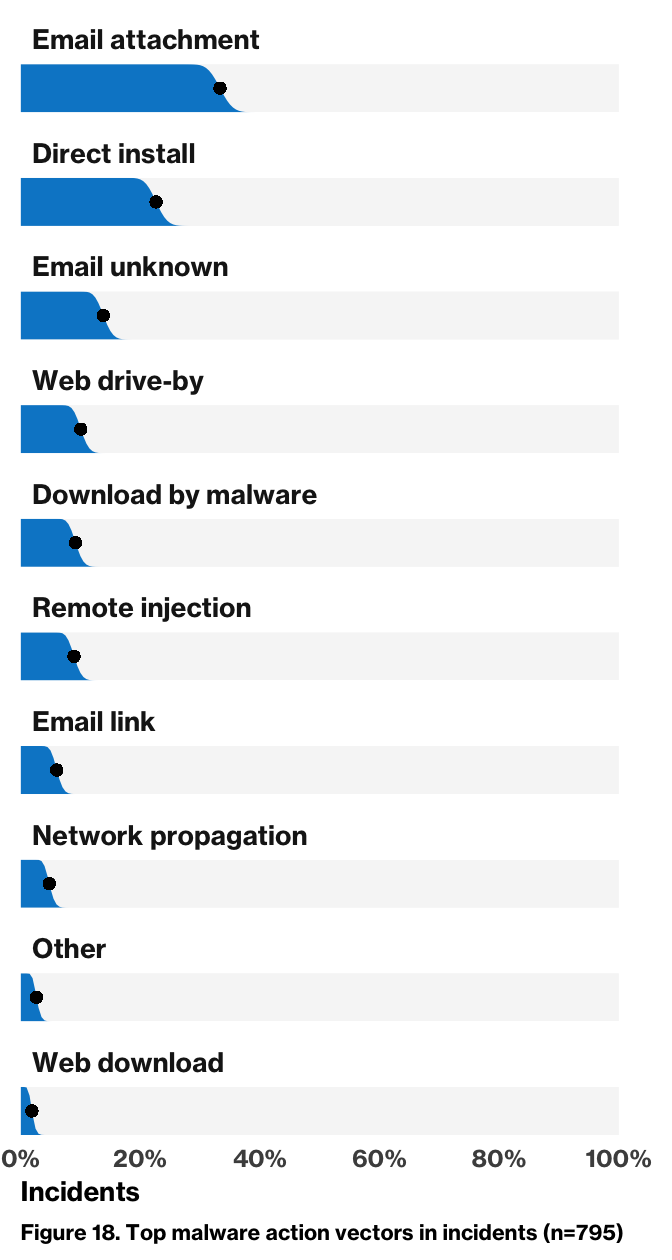 Email attachment
Direct install
Email unknown
Web drive-by
Download by malware
Remote injection
Email link
Network propagation
Other
Web download
0% 20% 40% 60% 80% 100%
Incidents
Figure 18. Top malware action vectors in incidents (n=795)